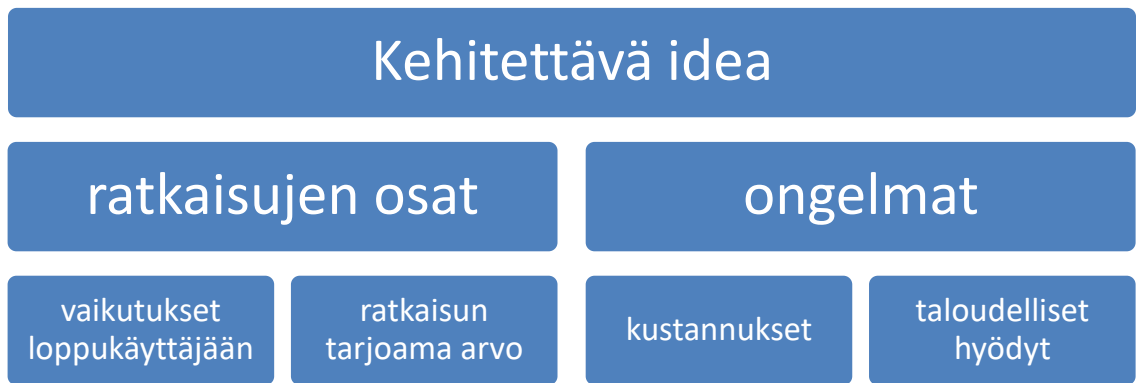 Kehitettävä idea
ratkaisujen osat
ongelmat
vaikutukset
loppukäyttäjään
ratkaisun
tarjoama arvo
kustannukset
taloudelliset
hyödyt